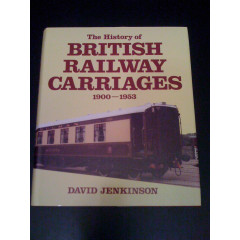 The History of
BRITISH
RAILWAY
CARRIAGES
1900—1953
DAVID JENKINSON